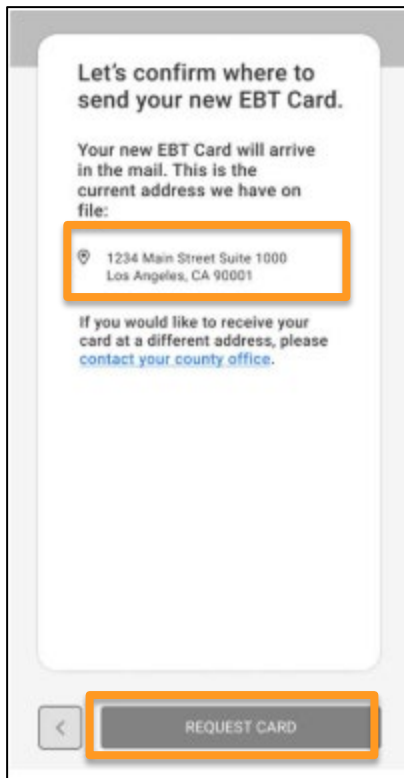 Let's confirm where to
send your new EBT Card.
Your new EBT Card will arrive
in the mail. This is the
current address we have on
file:
1234 Main Street Suite 1000
Los Angeles, CA 90001
If you would like to receive your
card at a different address, please
contact your county office.
REQUEST CARD